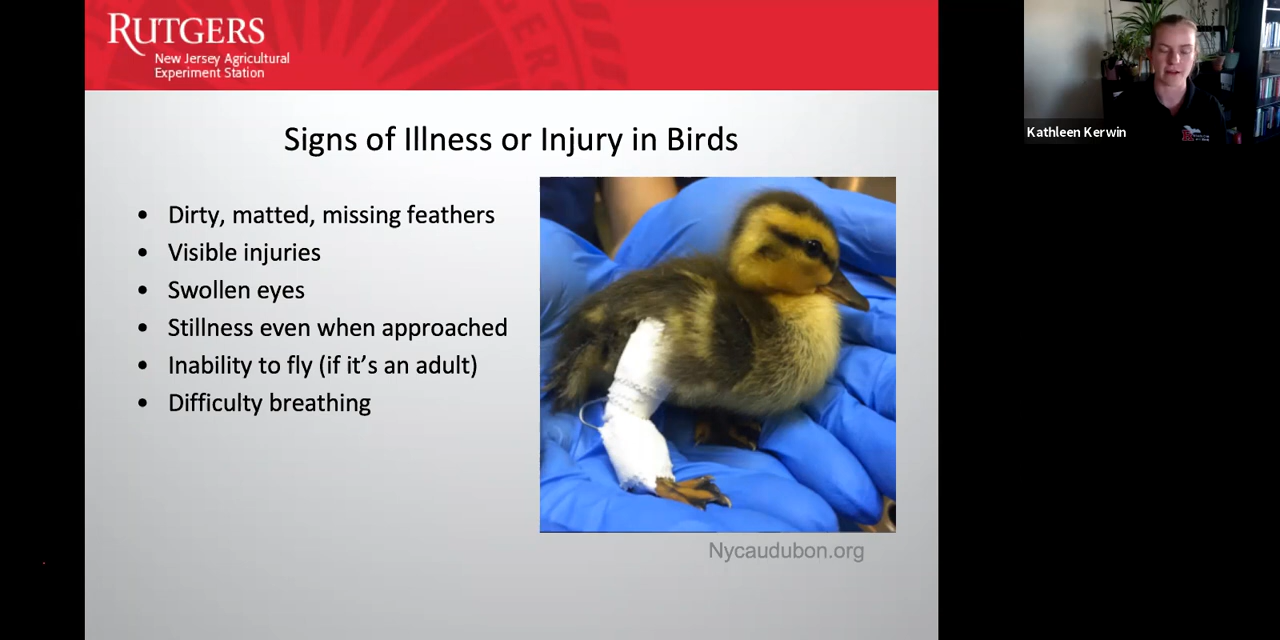 RUTGERS
New Jersey Agricultural
Experiment Station
Kathleen Kerwin
Signs of Illness or Injury in Birds
• Dirty, matted, missing feathers
• Visible injuries
• Swollen eyes
• Stillness even when approached
• Inability to fly (if it's an adult)
• Difficulty breathing
Nycaudubon.org